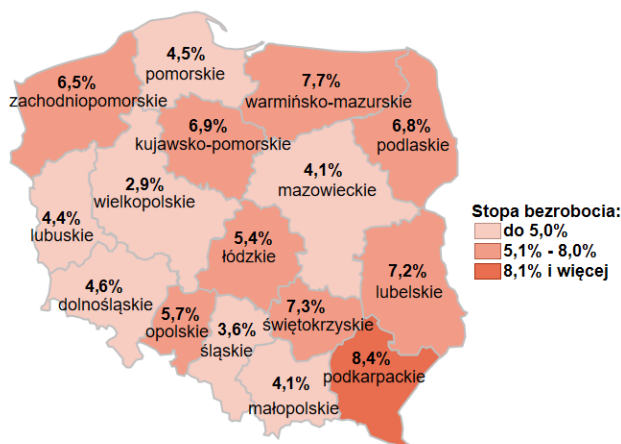 4,5%
pomorskie
6,5%
zachodniopomorskie
7,7%
warmińsko-mazurskie
6,9%
kujawsko-pomorskie
6,8%
podlaskie
2,9%
wielkopolskie
4,1%
mazowieckie
4,4%
lubuskie
5,4%
łódzkie
Stopa bezrobocia:
do 5,0%
5,1% - 8,0%
8,1% i więcej
4,6%
dolnośląskie
7,2%
lubelskie
5,7%
opolskie
3,6%
śląskie
7,3%
świętokrzyskie
8,4%
podkarpackie
4,1%
małopolskie